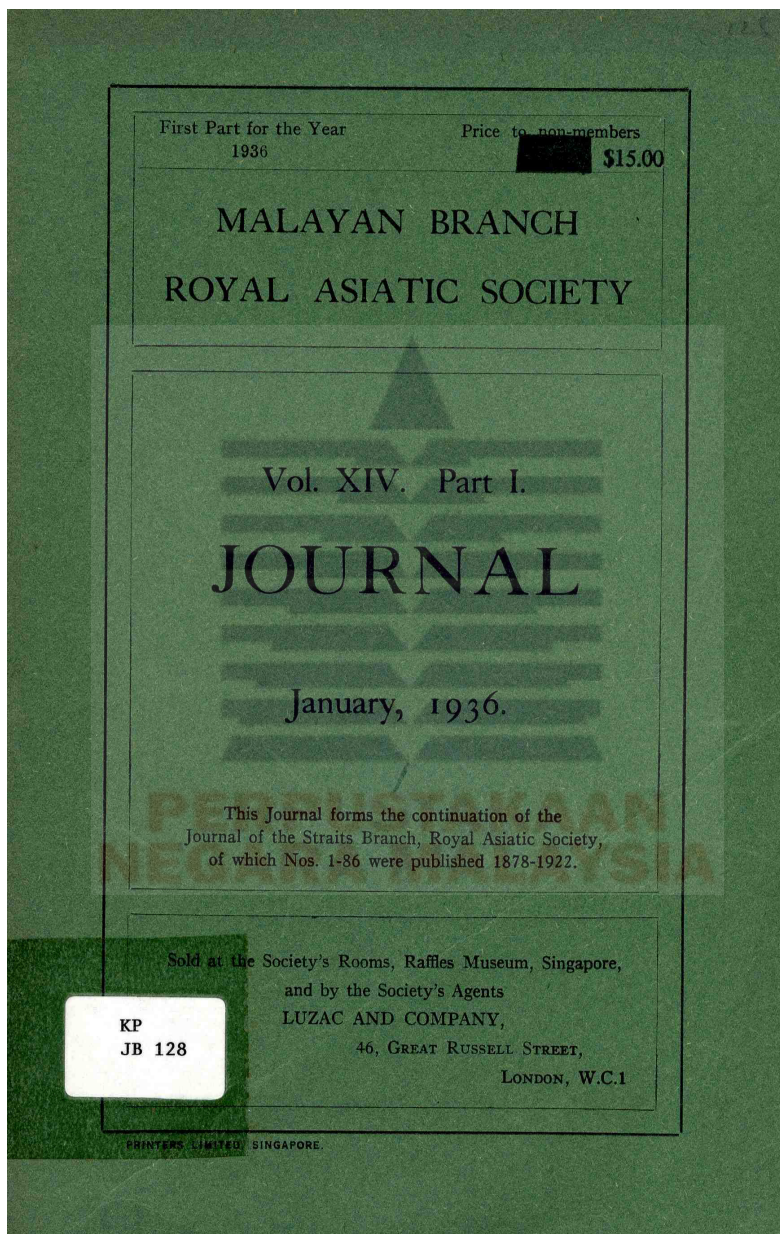 First Part for the Year
1936
Price to non-members
$15.00
MALAYAN BRANCH
ROYAL ASIATIC SOCIETY
Vol. XIV. Part I.
JOURNAL
January, 1936.
This Journal forms the continuation of the
Journal of the Straits Branch, Royal Asiatic Society,
of which Nos. 1-86 were published 1878-1922.
PERPUSTAKAAN
NEGARA MALAYSIA
Sold at the Society's Rooms, Raffles Museum, Singapore,
and by the Society's Agents
LUZAC AND COMPANY,
46, GREAT RUSSELL STREET,
LONDON, W.C.1
KP
JB 128
PRINTERS LIMITED, SINGAPORE.